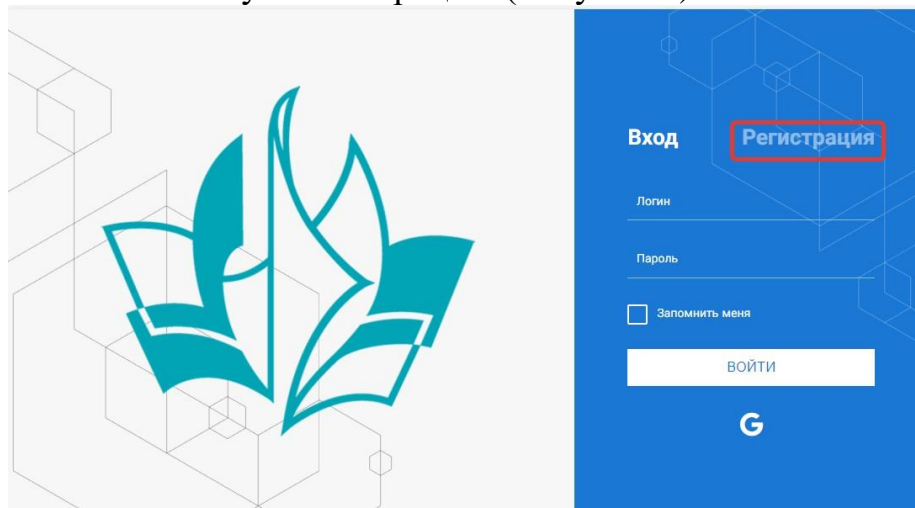 Вход Регистрация
Логин
Пароль
Запомнить меня
ВОЙТИ
G